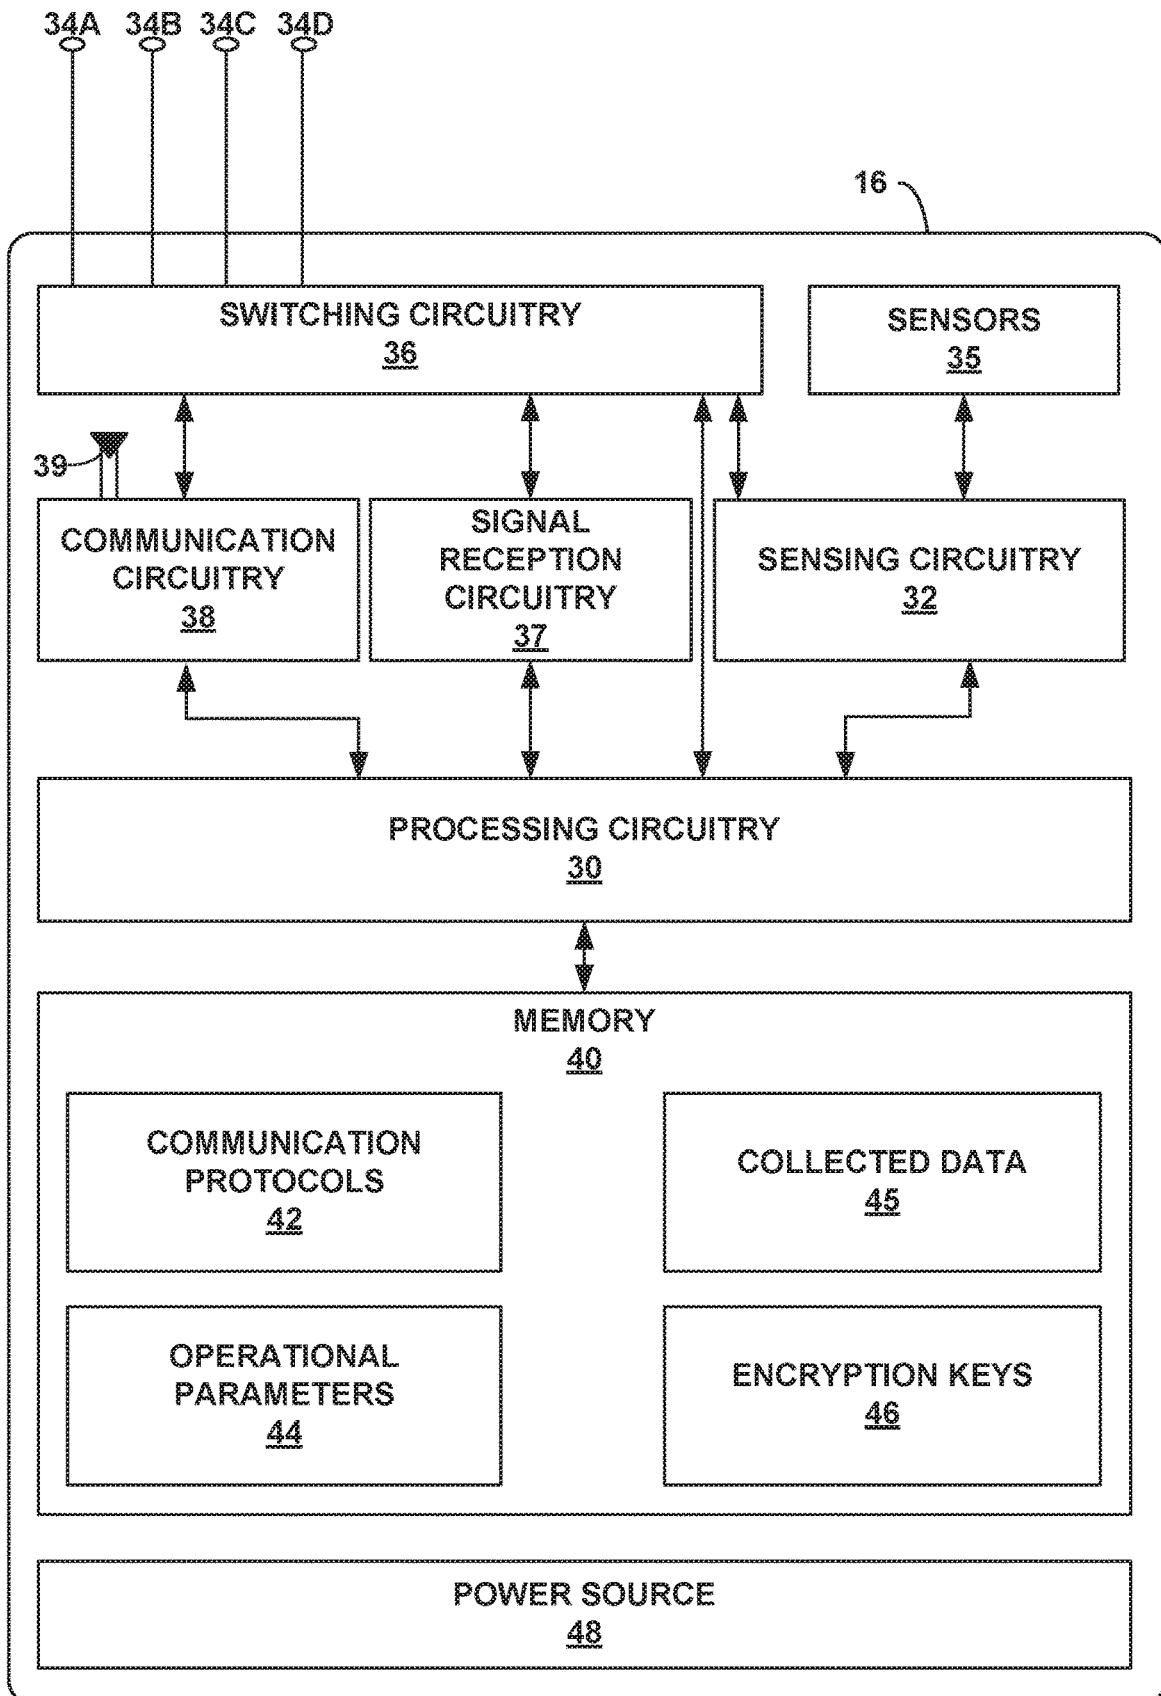 34A 34B 34C 34D
16
SWITCHING CIRCUITRY
36
SENSORS
35
39
COMMUNICATION
CIRCUITRY
38
SIGNAL
RECEPTION
CIRCUITRY
37
SENSING CIRCUITRY
32
PROCESSING CIRCUITRY
30
MEMORY
40
COMMUNICATION
PROTOCOLS
42
COLLECTED DATA
45
OPERATIONAL
PARAMETERS
44
ENCRYPTION KEYS
46
POWER SOURCE
48